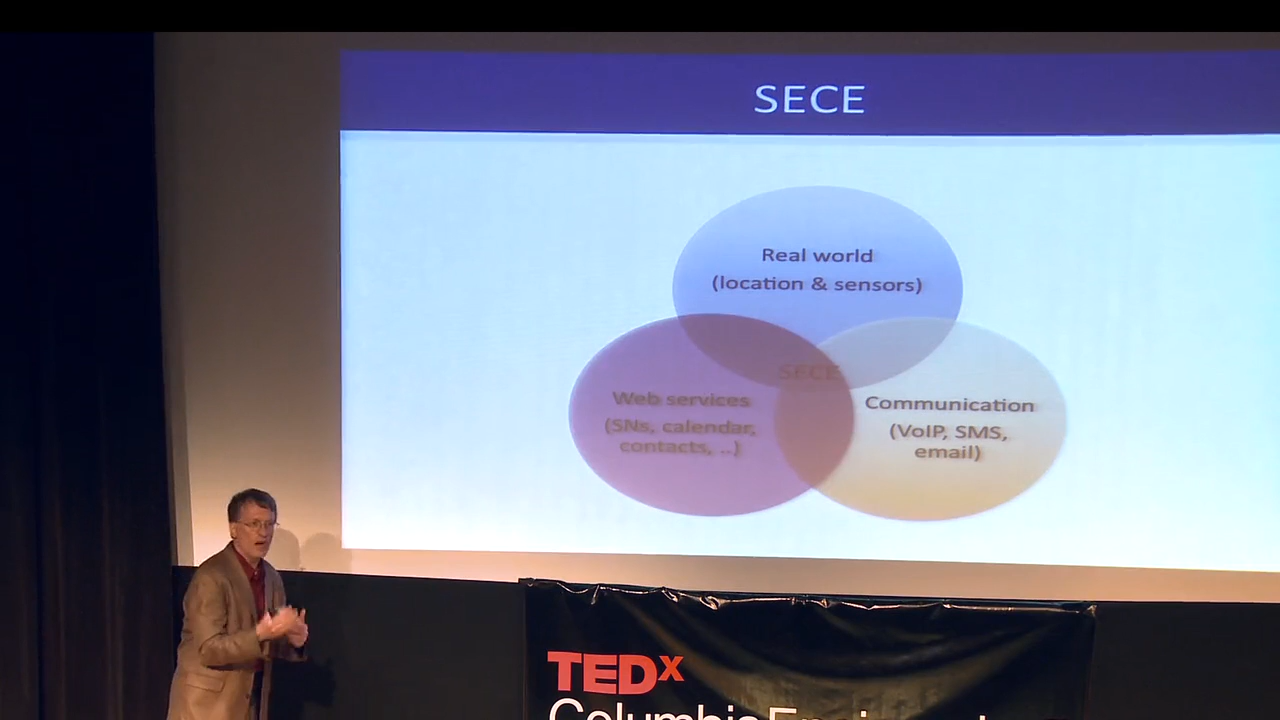 SECE
Real world
(location & sensors)
SECE
Web services
(SNs, calendar,
contacts, ..)
Communication
(VoIP, SMS,
email)
TEDx